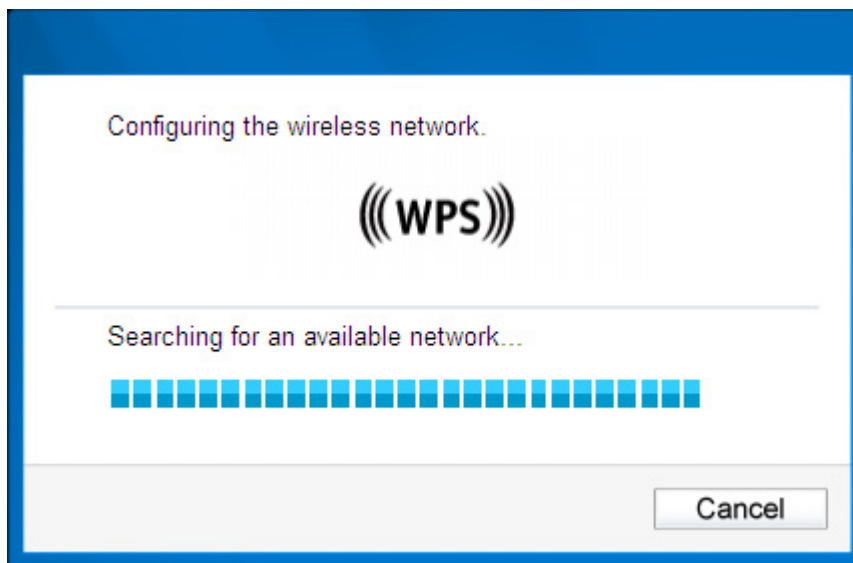 Configuring the wireless network.
(((WPS)))
Searching for an available network...
Cancel